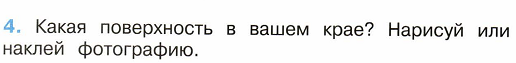 4. Какая поверхность в вашем крае? Нарисуй или
наклей фотографию.